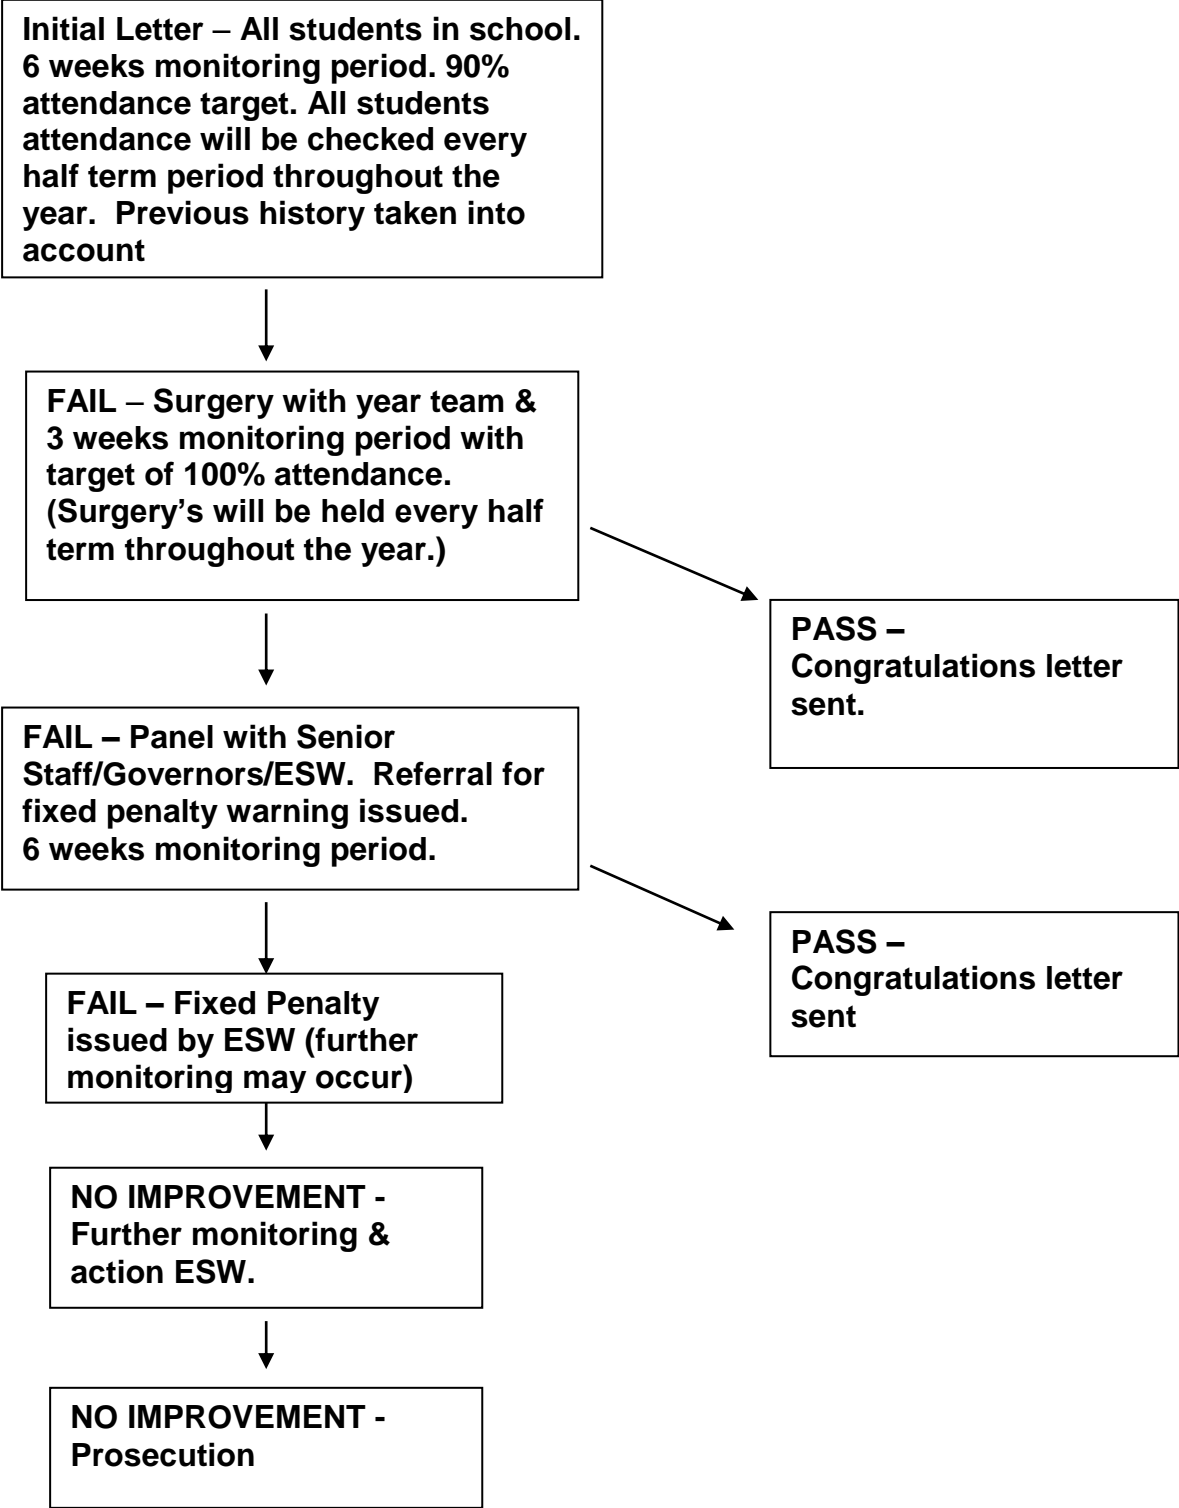 Initial Letter – All students in school.
6 weeks monitoring period. 90%
attendance target. All students
attendance will be checked every
half term period throughout the
year.  Previous history taken into
account
FAIL – Surgery with year team &
3 weeks monitoring period with
target of 100% attendance.
(Surgery’s will be held every half
term throughout the year.)
PASS –
Congratulations letter
sent.
FAIL – Panel with Senior
Staff/Governors/ESW.  Referral for
fixed penalty warning issued.
6 weeks monitoring period.
PASS –
Congratulations letter
sent
FAIL – Fixed Penalty
issued by ESW (further
monitoring may occur)
NO IMPROVEMENT -
Further monitoring &
action ESW.
NO IMPROVEMENT -
Prosecution